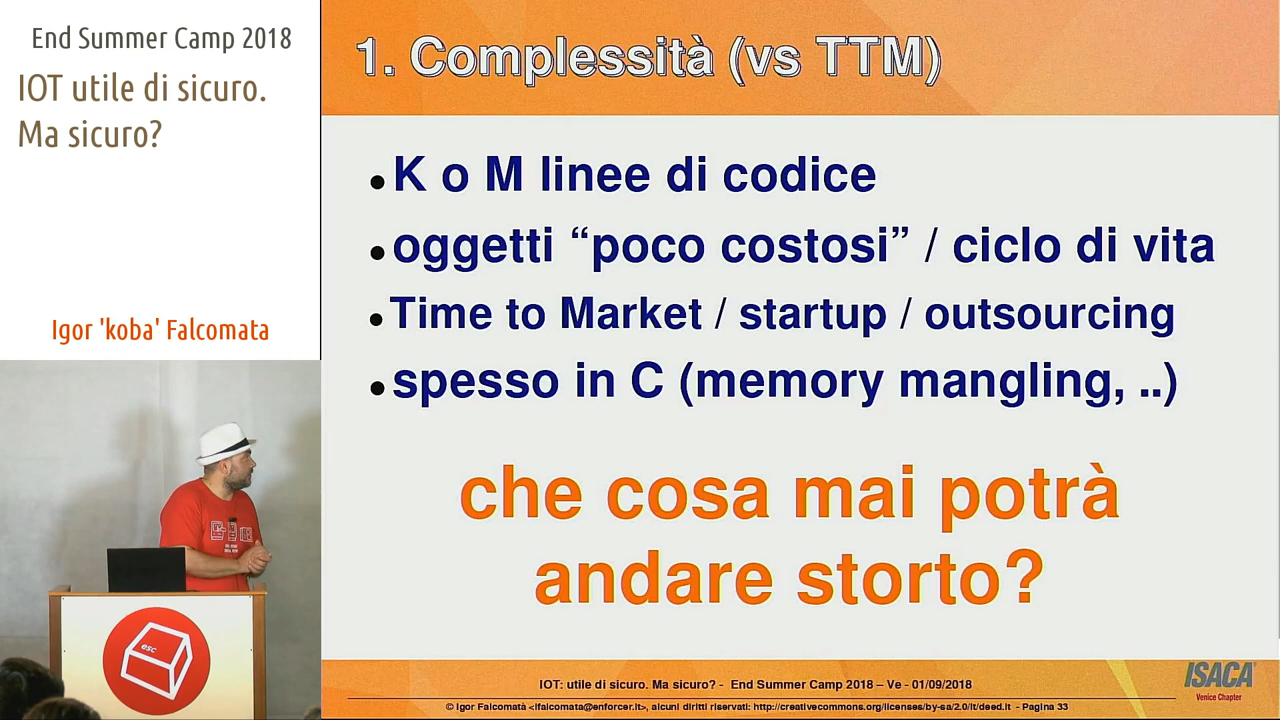 End Summer Camp 2018
IOT utile di sicuro.
Ma sicuro?
Igor 'koba' Falcomata
esc
1. Complessità (vs TTM)
K o M linee di codice
oggetti “poco costosi” / ciclo di vita
Time to Market / startup / outsourcing
spesso in C (memory mangling, ..)
che cosa mai potrà
andare storto?
IOT: utile di sicuro. Ma sicuro? - End Summer Camp 2018 – Ve - 01/09/2018
© Igor Falcomatà <ifalcomata@enforcer.it>, alcuni diritti riservati: http://creativecommons.org/licenses/by-sa/2.0/it/deed.it - Pagina 33
ISACA
Venice Chapter